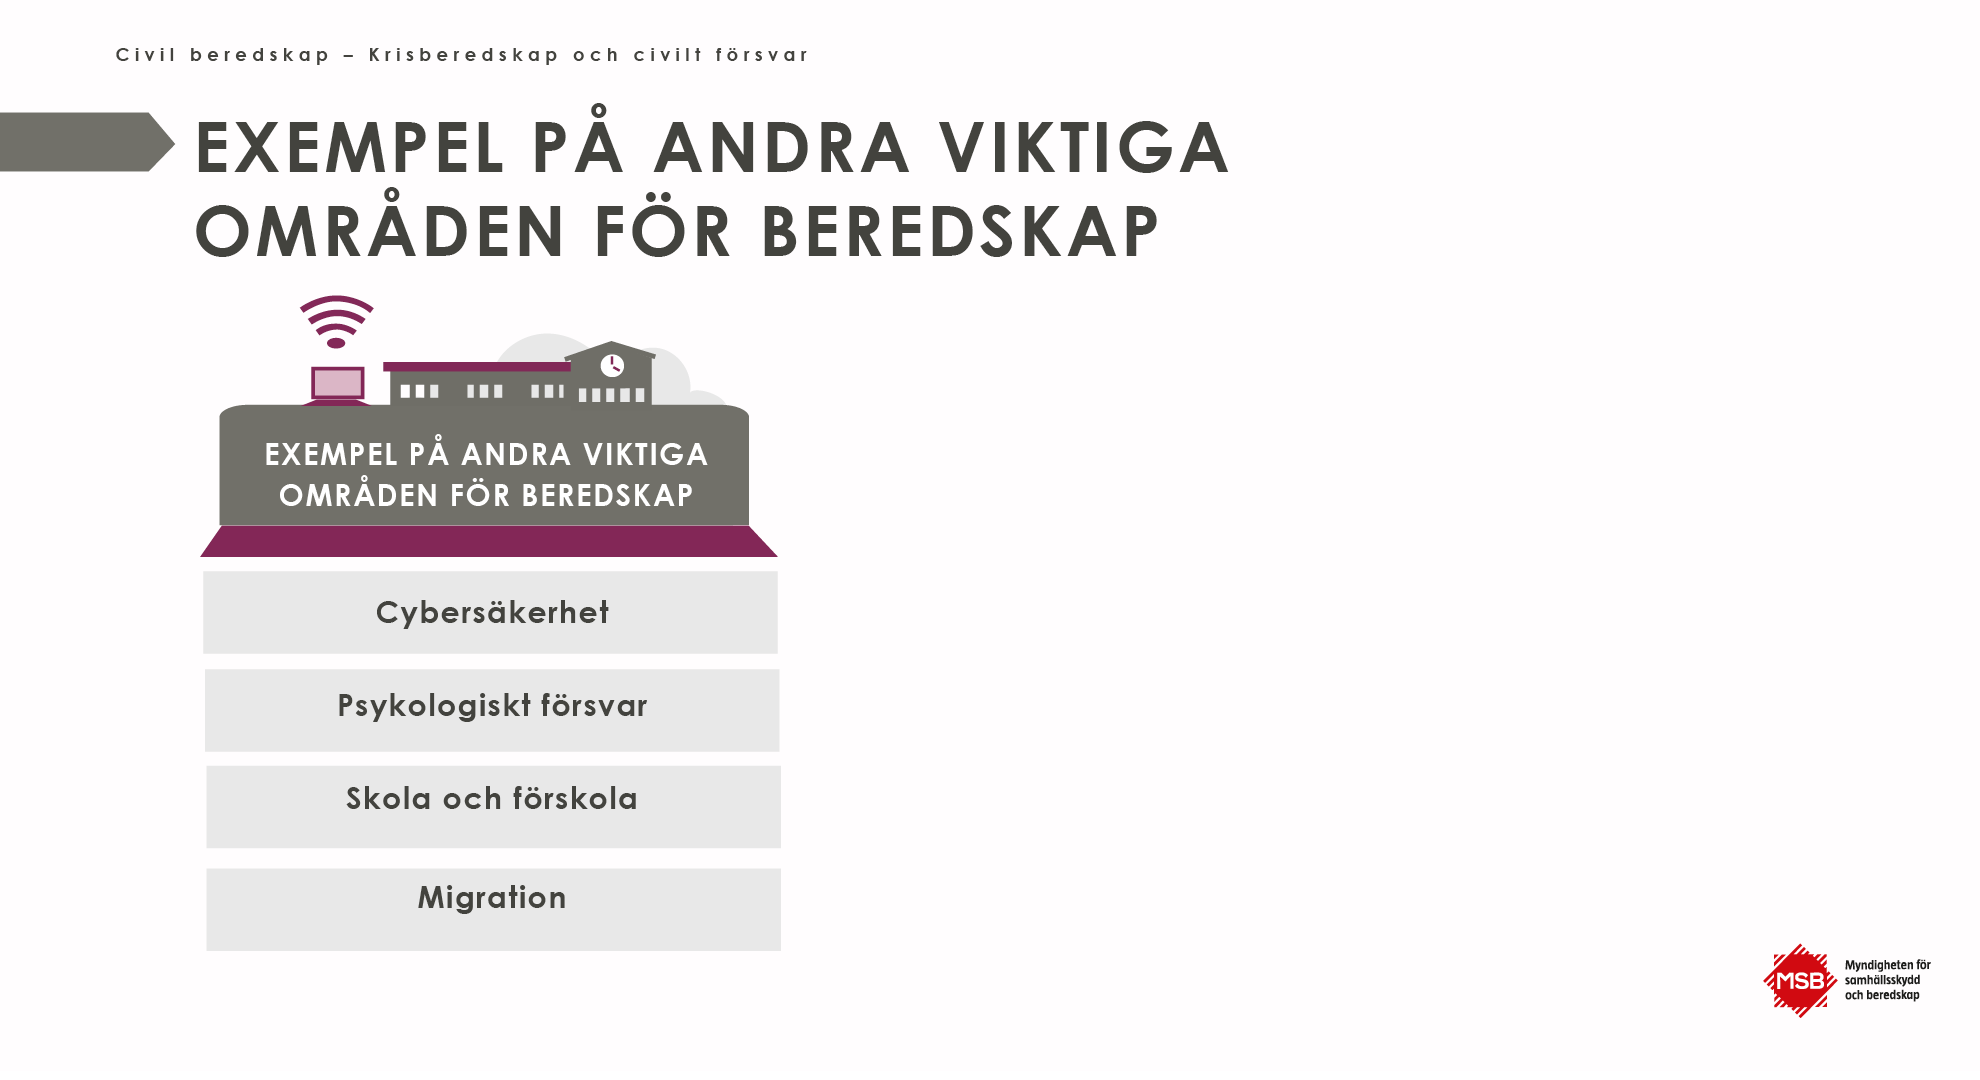 Civil beredskap – Krisberedskap och civilt försvar
EXEMPEL PÅ ANDRA VIKTIGA
OMRÅDEN FÖR BEREDSKAP
EXEMPEL PÅ ANDRA VIKTIGA
OMRÅDEN FÖR BEREDSKAP
Cybersäkerhet
Psykologiskt försvar
Skola och förskola
Migration
MSB
Myndigheten för
samhällsskydd
och beredskap